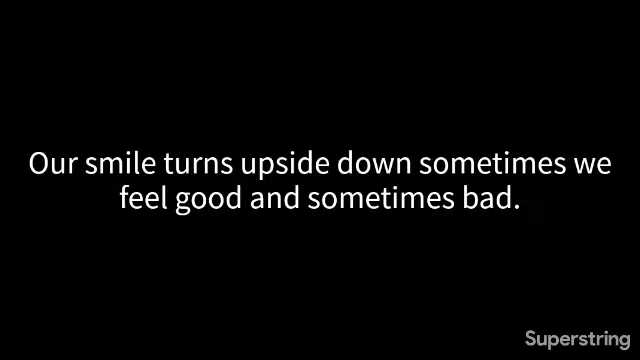 Our smile turns upside down sometimes we
feel good and sometimes bad.
Superstring